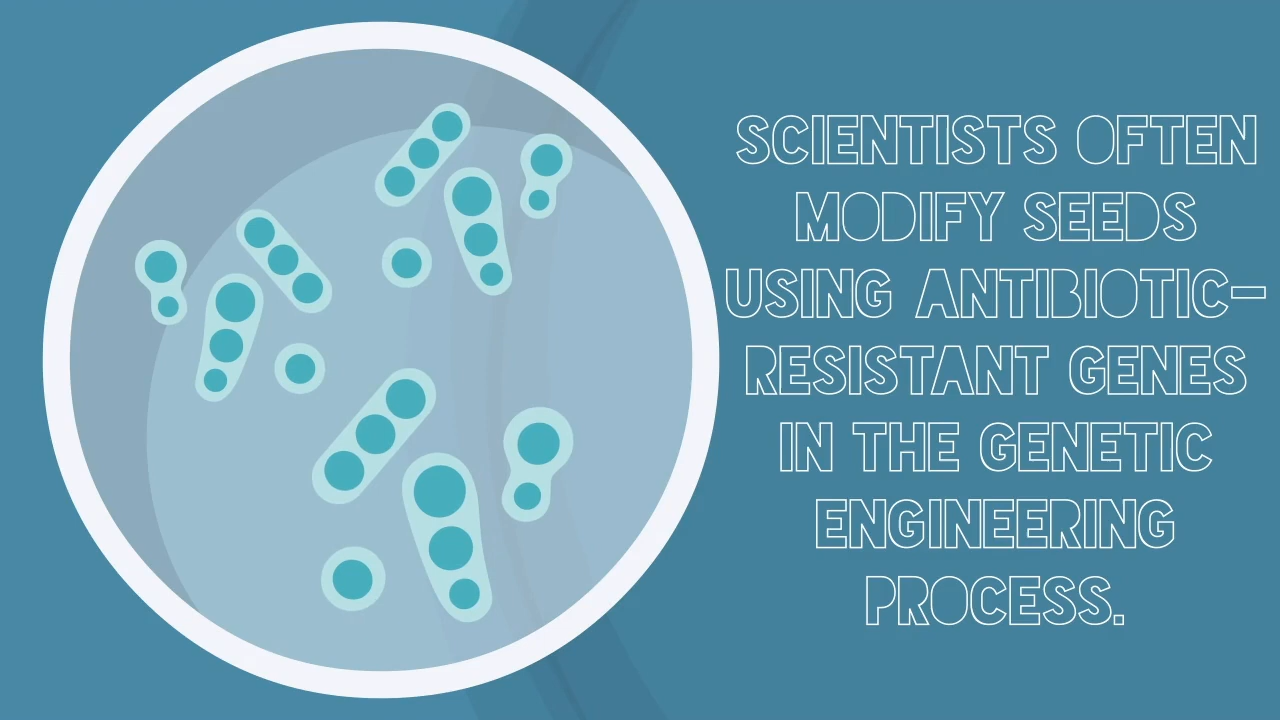 SCIENTISTS OFTEN
MODIFY SEEDS
USING ANTIBIOTIC-
RESISTANT GENES
IN THE GENETIC
ENGINEERING
PROCESS.